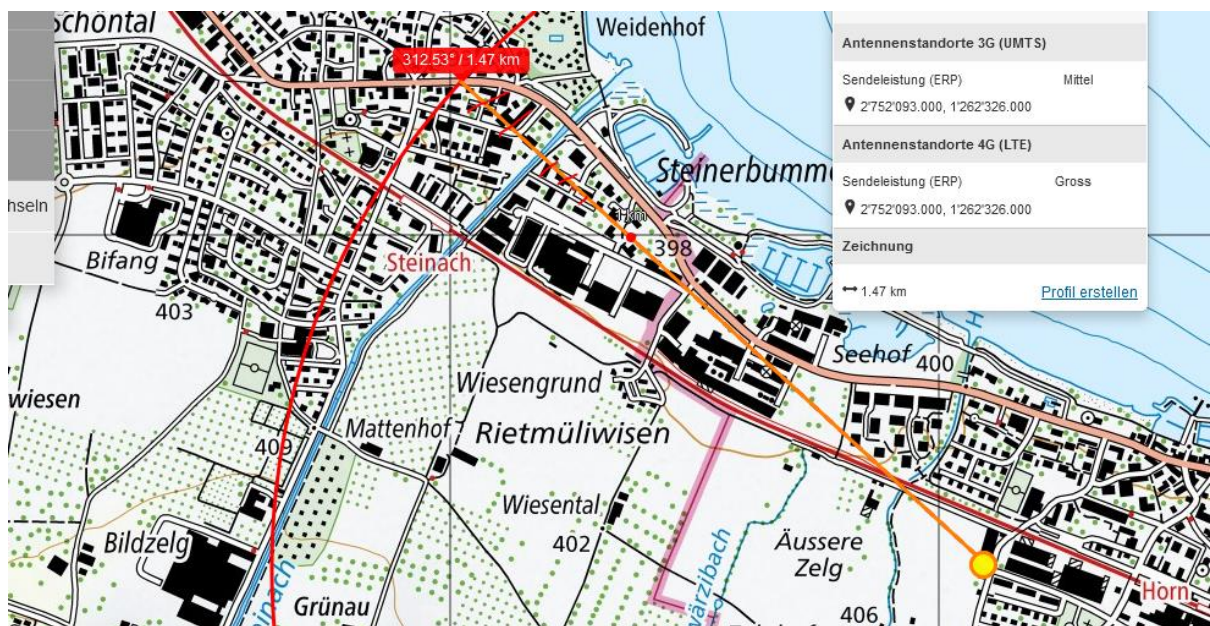 Schöntal
Weidenhof
312.53° / 1.47 km
Antennenstandorte 3G (UMTS)
Sendeleistung (ERP) Mittel
2'752'093.000, 1'262'326.000
Antennenstandorte 4G (LTE)
Sendeleistung (ERP) Gross
2'752'093.000, 1'262'326.000
Zeichnung
1.47 km Profil erstellen
hseln
Steinerbumme
1 km
398
Bifang
Steinach
403
Seehof
400
wiesen
Wiesengrund
Mattenhof
Rietmüliwisen
409
Wiesental
402
Bildzelg
Äussere
Zelg
Horn
Grünau
406